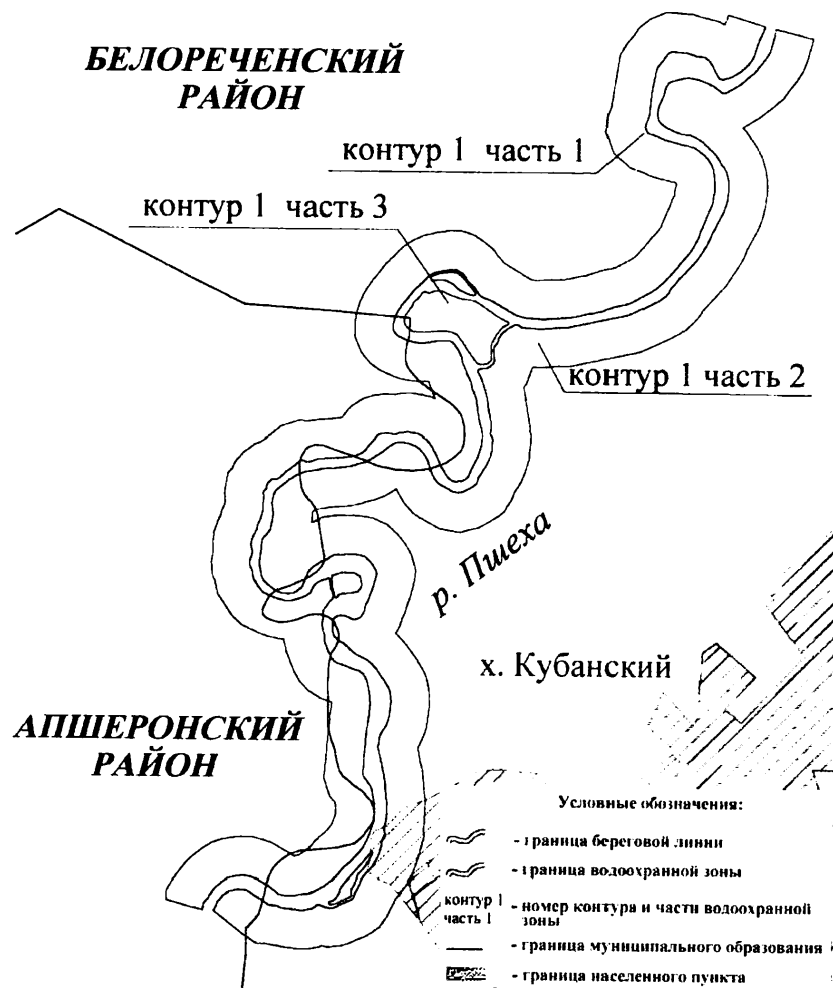 БЕЛОРЕЧЕНСКИЙ
РАЙОН
контур 1 часть 1
контур 1 часть 3
контур 1 часть 2
р. Пшеха
х. Кубанский
АПШЕРОНСКИЙ
РАЙОН
Условные обозначения:
- граница береговой линии
- граница водоохранной зоны
контур 1
часть 1
- номер контура и части водоохранной
зоны
- граница муниципального образования
- граница населенного пункта